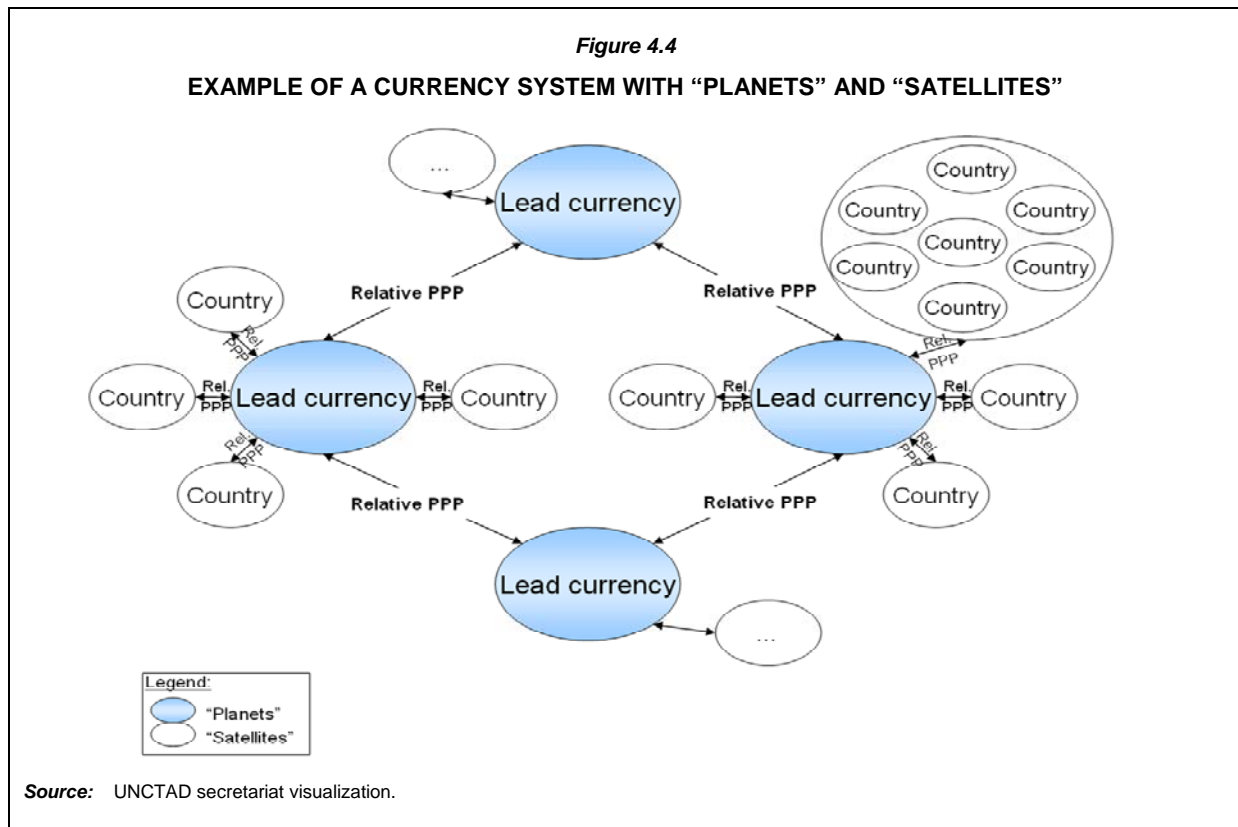 Figure 4.4
EXAMPLE OF A CURRENCY SYSTEM WITH “PLANETS” AND “SATELLITES”
...
Lead currency
Country
Country
Country
Country
Country
Country
Country
Relative PPP
Relative PPP
Country
Rel.
PPP
Rel.
PPP
Country
Rel.
PPP
Lead currency
Rel.
PPP
Country
Country
Rel.
PPP
Lead currency
Rel.
PPP
Country
Rel.
PPP
Country
Rel.
PPP
Country
Relative PPP
Relative PPP
Lead currency
...
Legend:
“Planets”
“Satellites”
Source: UNCTAD secretariat visualization.